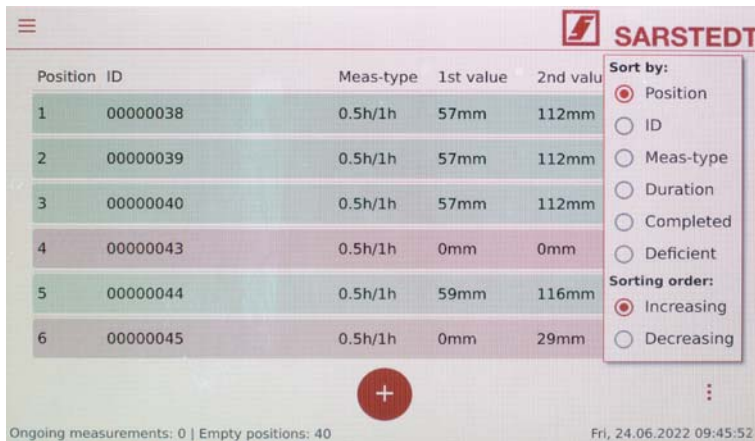 SARSTEDT
Position ID Meas-type 1st value 2nd valu
1 00000038 0.5h/1h 57mm 112mm
2 00000039 0.5h/1h 57mm 112mm
3 00000040 0.5h/1h 57mm 112mm
4 00000043 0.5h/1h 0mm 0mm
5 00000044 0.5h/1h 59mm 116mm
6 00000045 0.5h/1h 0mm 29mm
Sort by:
Position
ID
Meas-type
Duration
Completed
Deficient
Sorting order:
Increasing
Decreasing
+
Ongoing measurements: 0 | Empty positions: 40
Fri, 24.06.2022 09:45:52